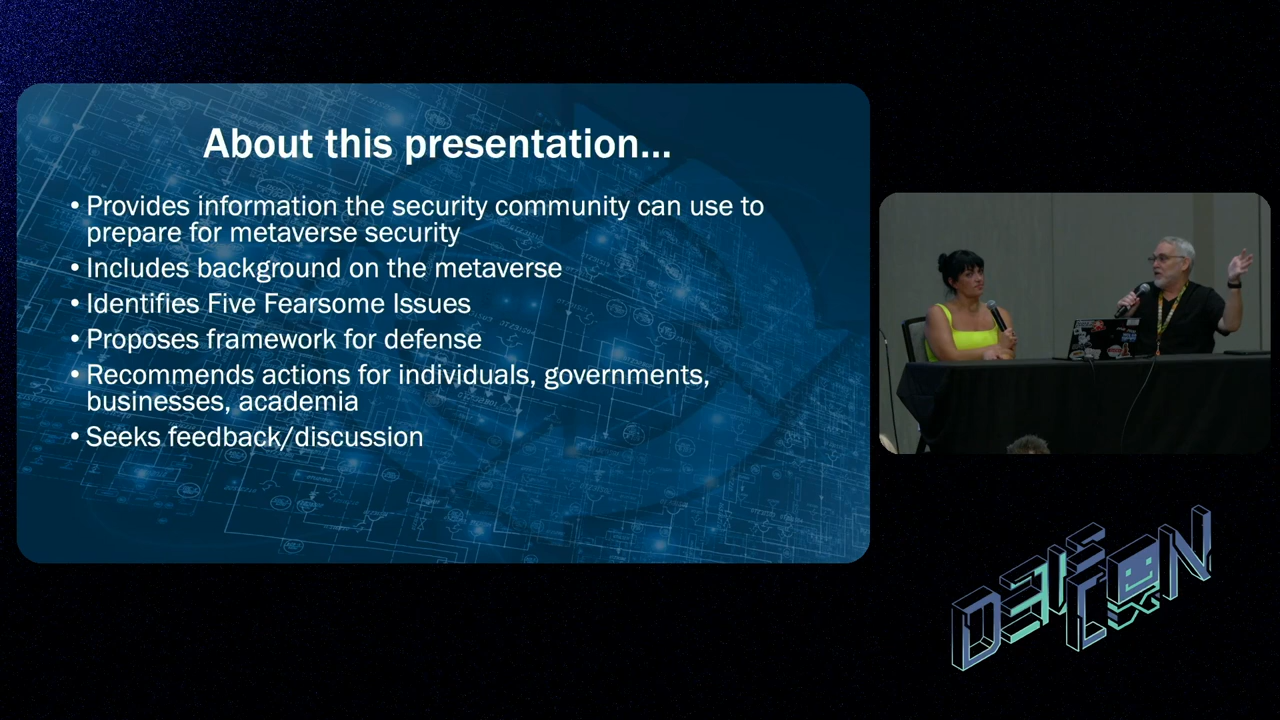 About this presentation...
• Provides information the security community can use to
prepare for metaverse security
• Includes background on the metaverse
• Identifies Five Fearsome Issues
• Proposes framework for defense
• Recommends actions for individuals, governments,
businesses, academia
• Seeks feedback/discussion
DEF
CON